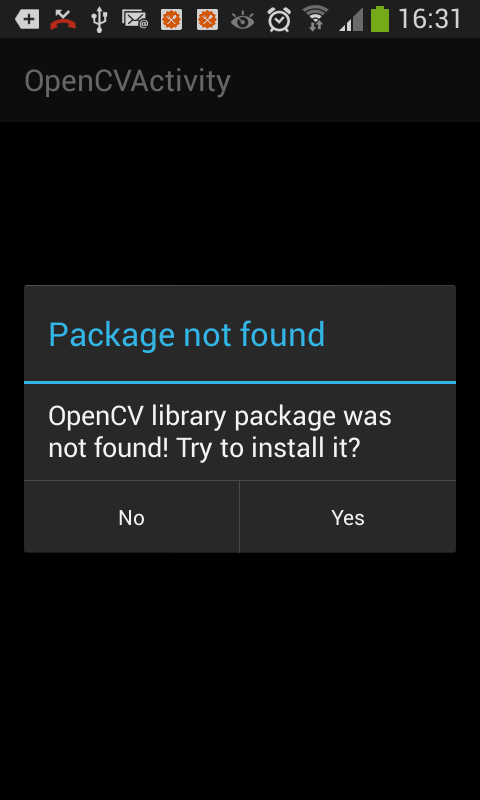 16:31
OpenCVActivity
Package not found
OpenCV library package was
not found! Try to install it?
No
Yes